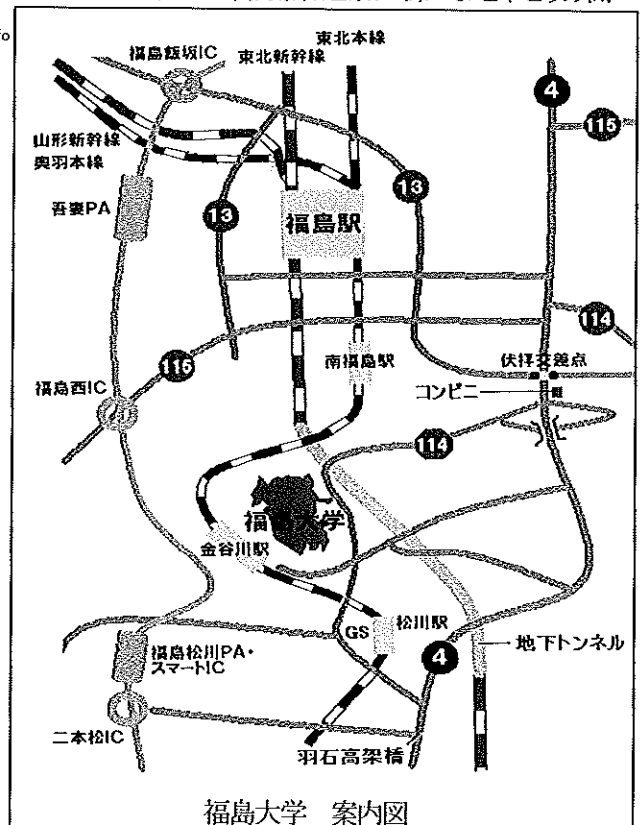 福島飯坂IC
東北新幹線
東北本線
4
115
山形新幹線
奥羽本線
吾妻PA
13
13
福島駅
114
伏拝交差点
南福島駅
コンビニ
115
福島西IC
114
福島大学
金谷川駅
松川駅
GS
地下トンネル
福島松川PA・
スマートIC
4
二本松IC
羽石高架橋
福島大学 案内図